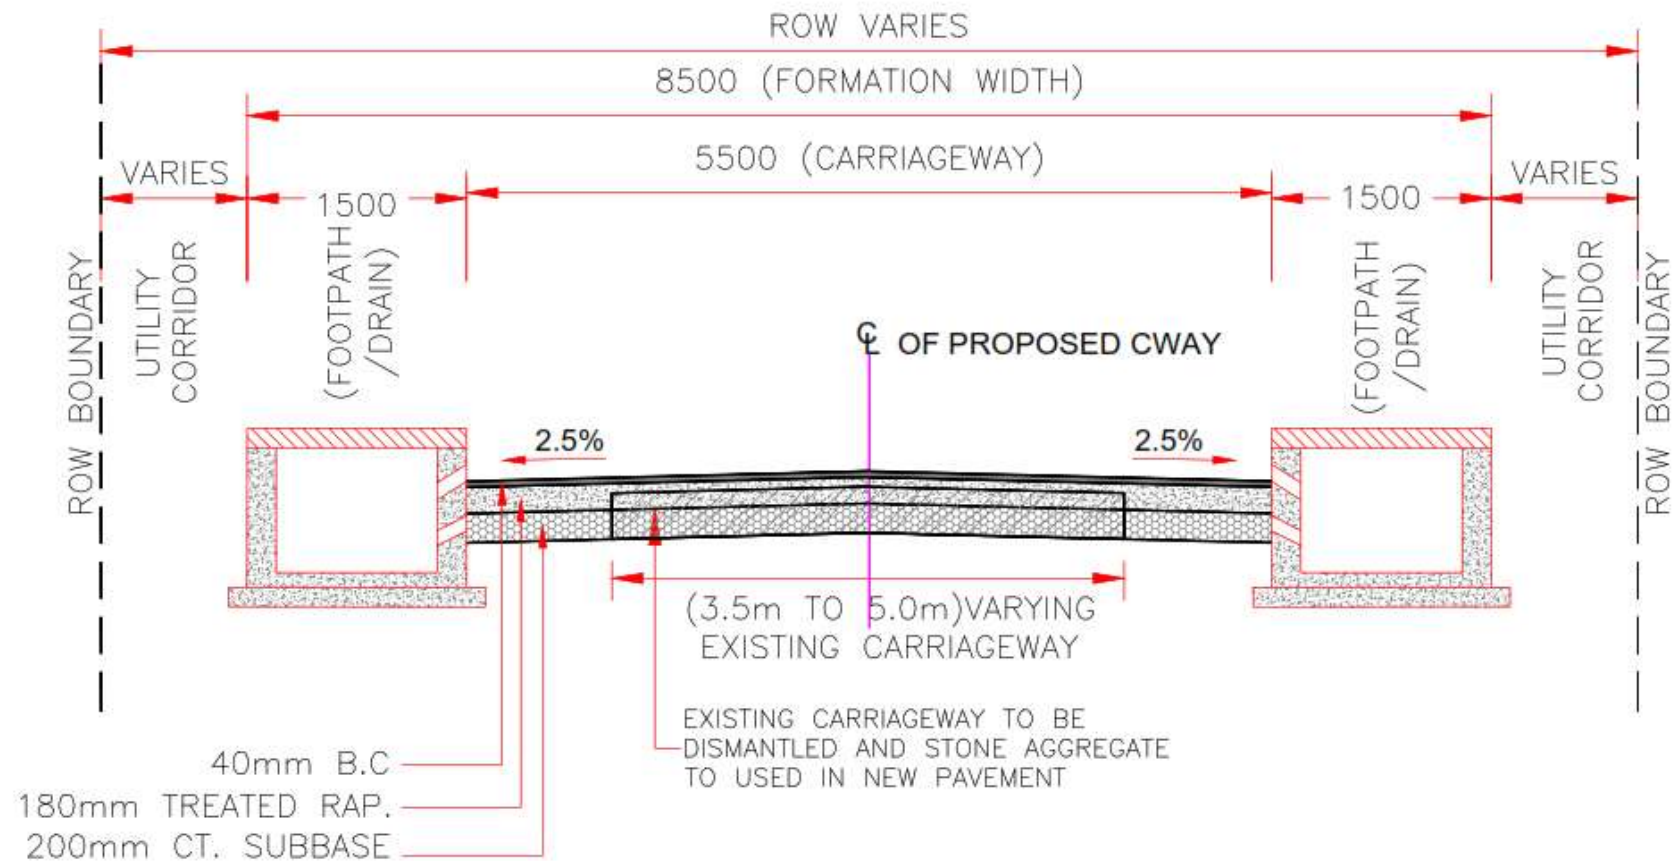 ROW VARIES
8500 (FORMATION WIDTH)
5500 (CARRIAGEWAY)
VARIES
1500
1500
VARIES
ROW BOUNDARY
UTILITY
CORRIDOR
(FOOTPATH
/DRAIN)
(FOOTPATH
/DRAIN)
UTILITY
CORRIDOR
ROW BOUNDARY
℄ OF PROPOSED CWAY
2.5%
2.5%
(3.5m TO 5.0m)VARYING
EXISTING CARRIAGEWAY
EXISTING CARRIAGEWAY TO BE
DISMANTLED AND STONE AGGREGATE
TO USED IN NEW PAVEMENT
40mm B.C
180mm TREATED RAP.
200mm CT. SUBBASE